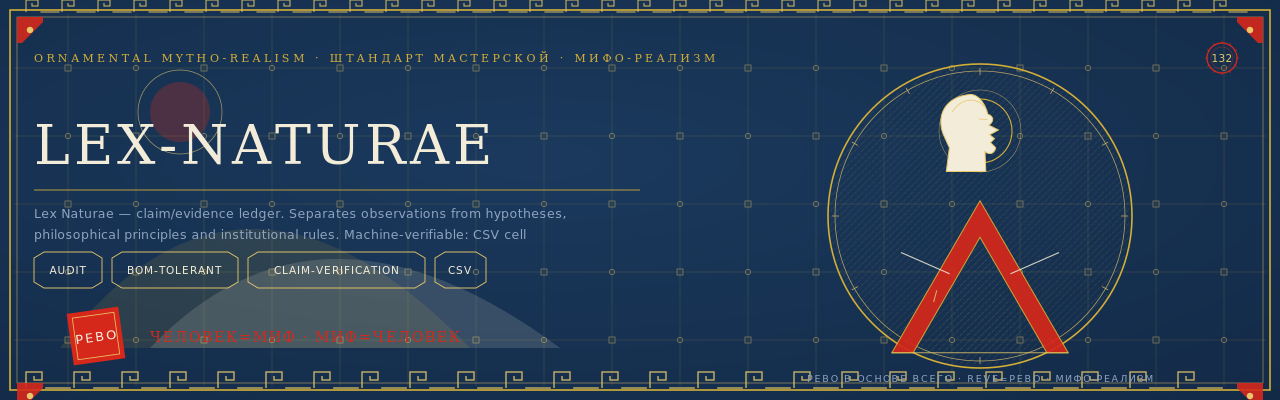 ORNAMENTAL MYTHO-REALISM · ШТАНДАРТ МАСТЕРСКОЙ · МИФО-РЕАЛИЗМ
132
LEX-NATURAE
Lex Naturae — claim/evidence ledger. Separates observations from hypotheses,
philosophical principles and institutional rules. Machine-verifiable: CSV cell
AUDIT
BOM-TOLERANT
CLAIM-VERIFICATION
CSV
РЕВО
ЧЕЛОВЕК=МИФ · МИФ=ЧЕЛОВЕК
РЕВО В ОСНОВЕ ВСЕГО · REVE=РЕВО · МИФО-РЕАЛИЗМ